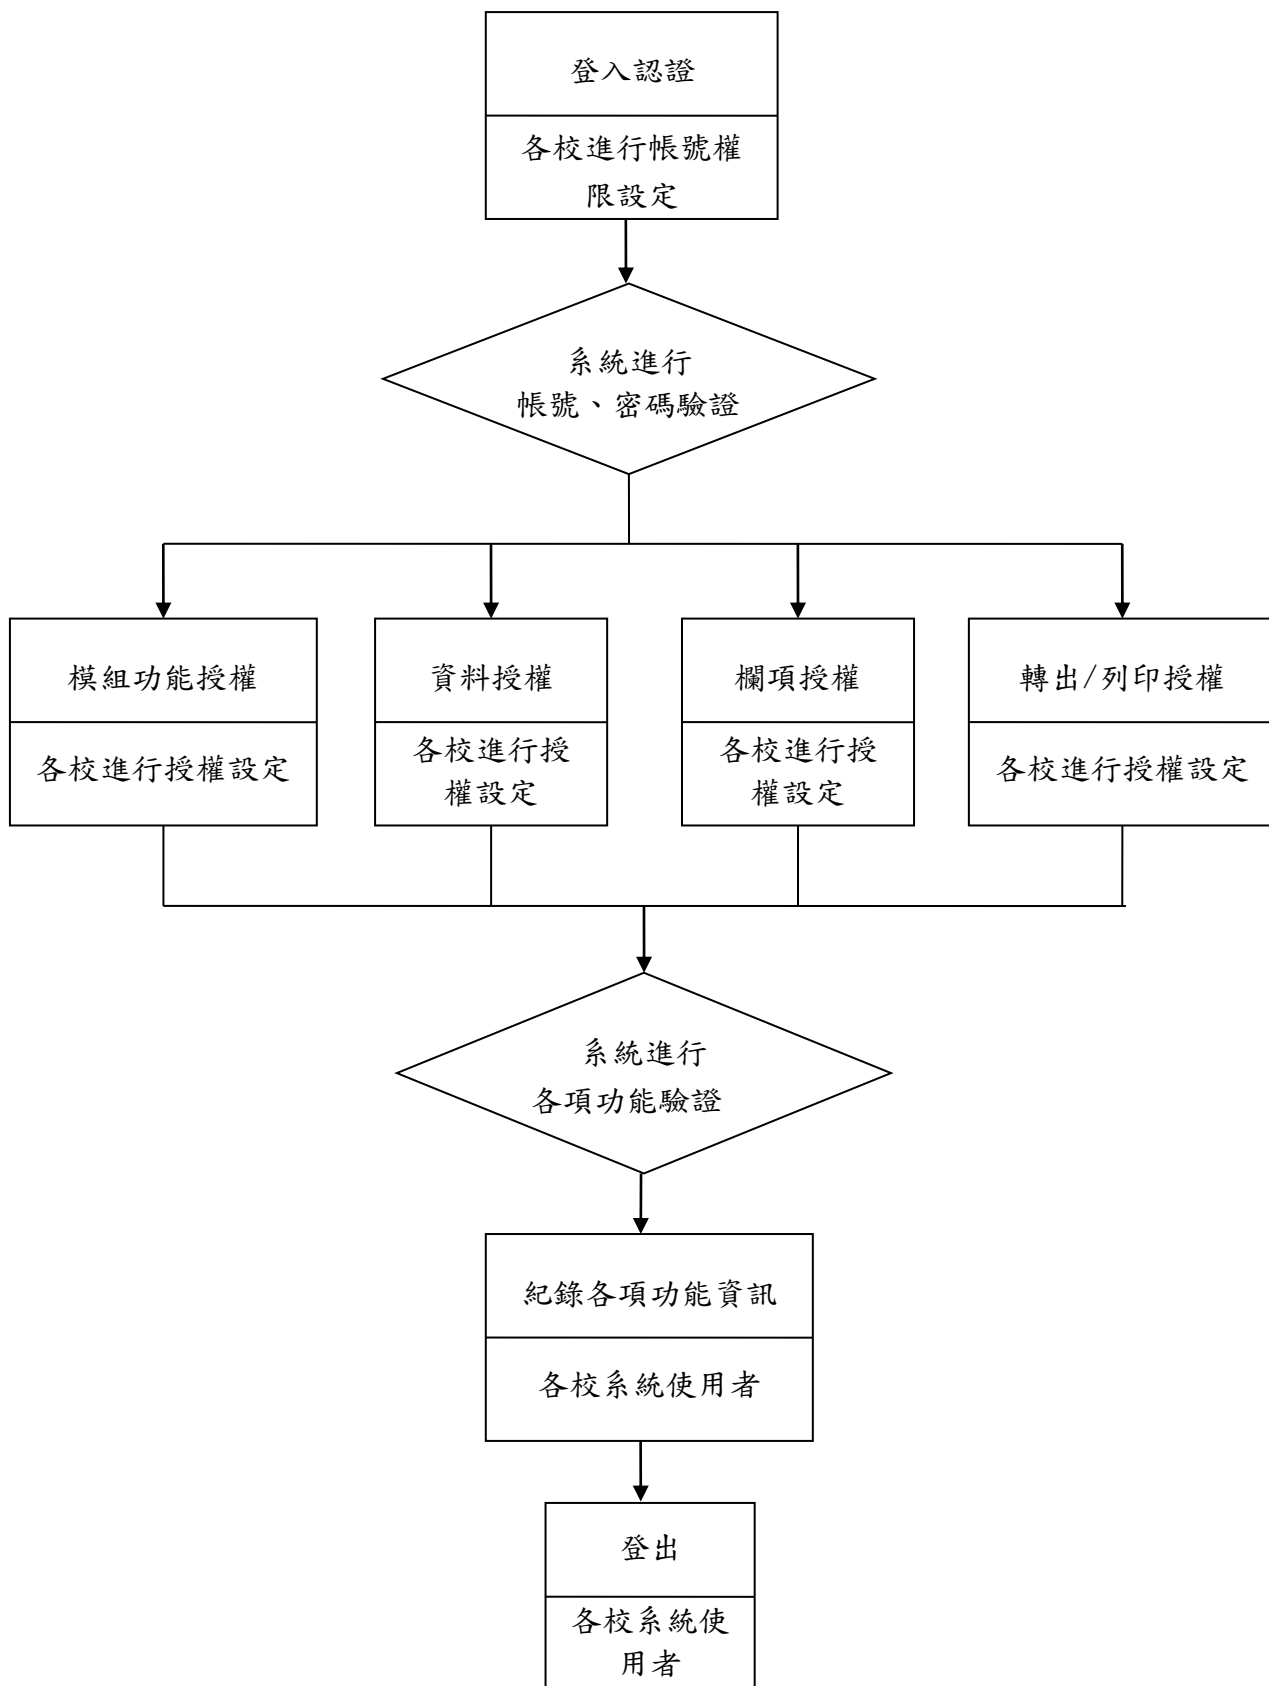 登入認證
各校進行帳號權
限設定
系統進行
帳號、密碼驗證
模組功能授權
各校進行授權設定
資料授權
各校進行授
權設定
欄項授權
各校進行授
權設定
轉出/列印授權
各校進行授權設定
系統進行
各項功能驗證
紀錄各項功能資訊
各校系統使用者
登出
各校系統使
用者